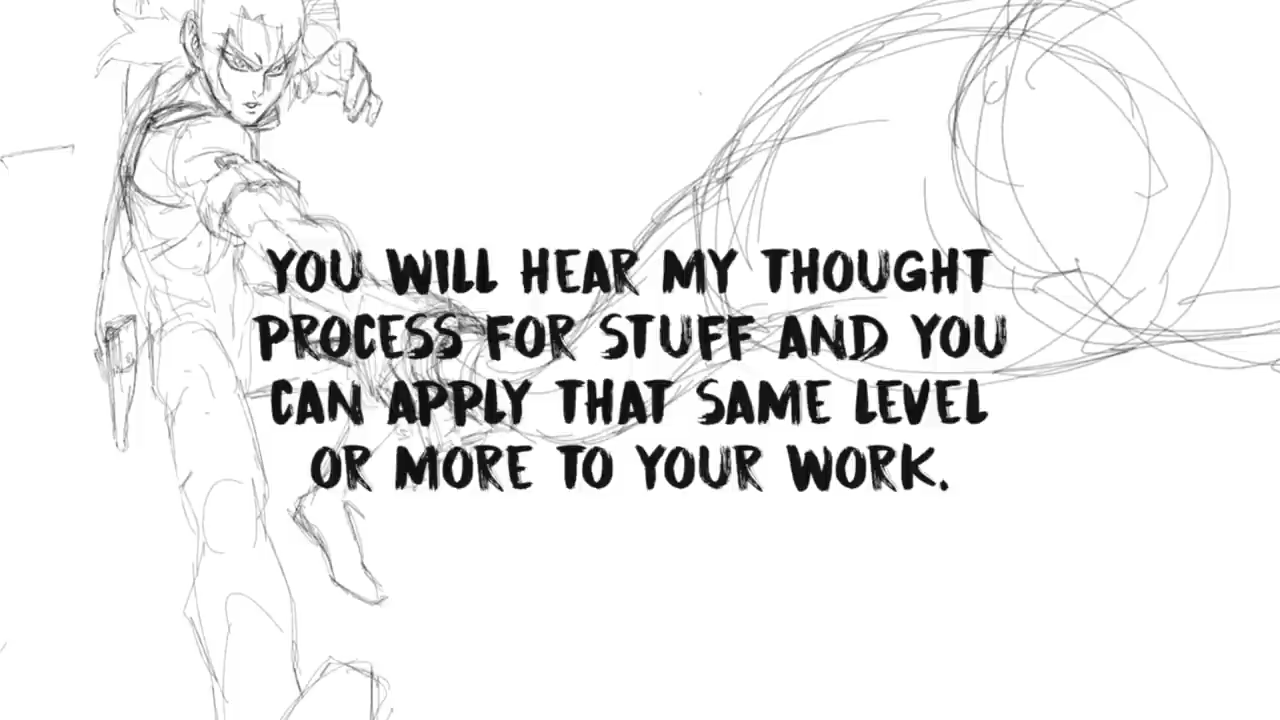 YOU WILL HEAR MY THOUGHT
PROCESS FOR STUFF AND YOU
CAN APPLY THAT SAME LEVEL
OR MORE TO YOUR WORK.